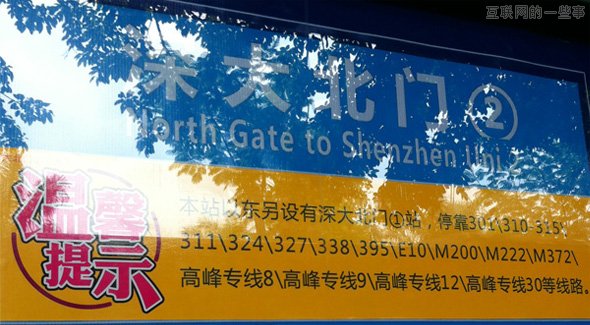 互联网的一些事
深大北门②
North Gate to Shenzhen Uni 2
温馨
提示
本站以东另设有深大北门①站，停靠301\310-315\
311\324\327\338\395\E10\M200\M222\M372\
高峰专线8\高峰专线9\高峰专线12\高峰专线30等线路。